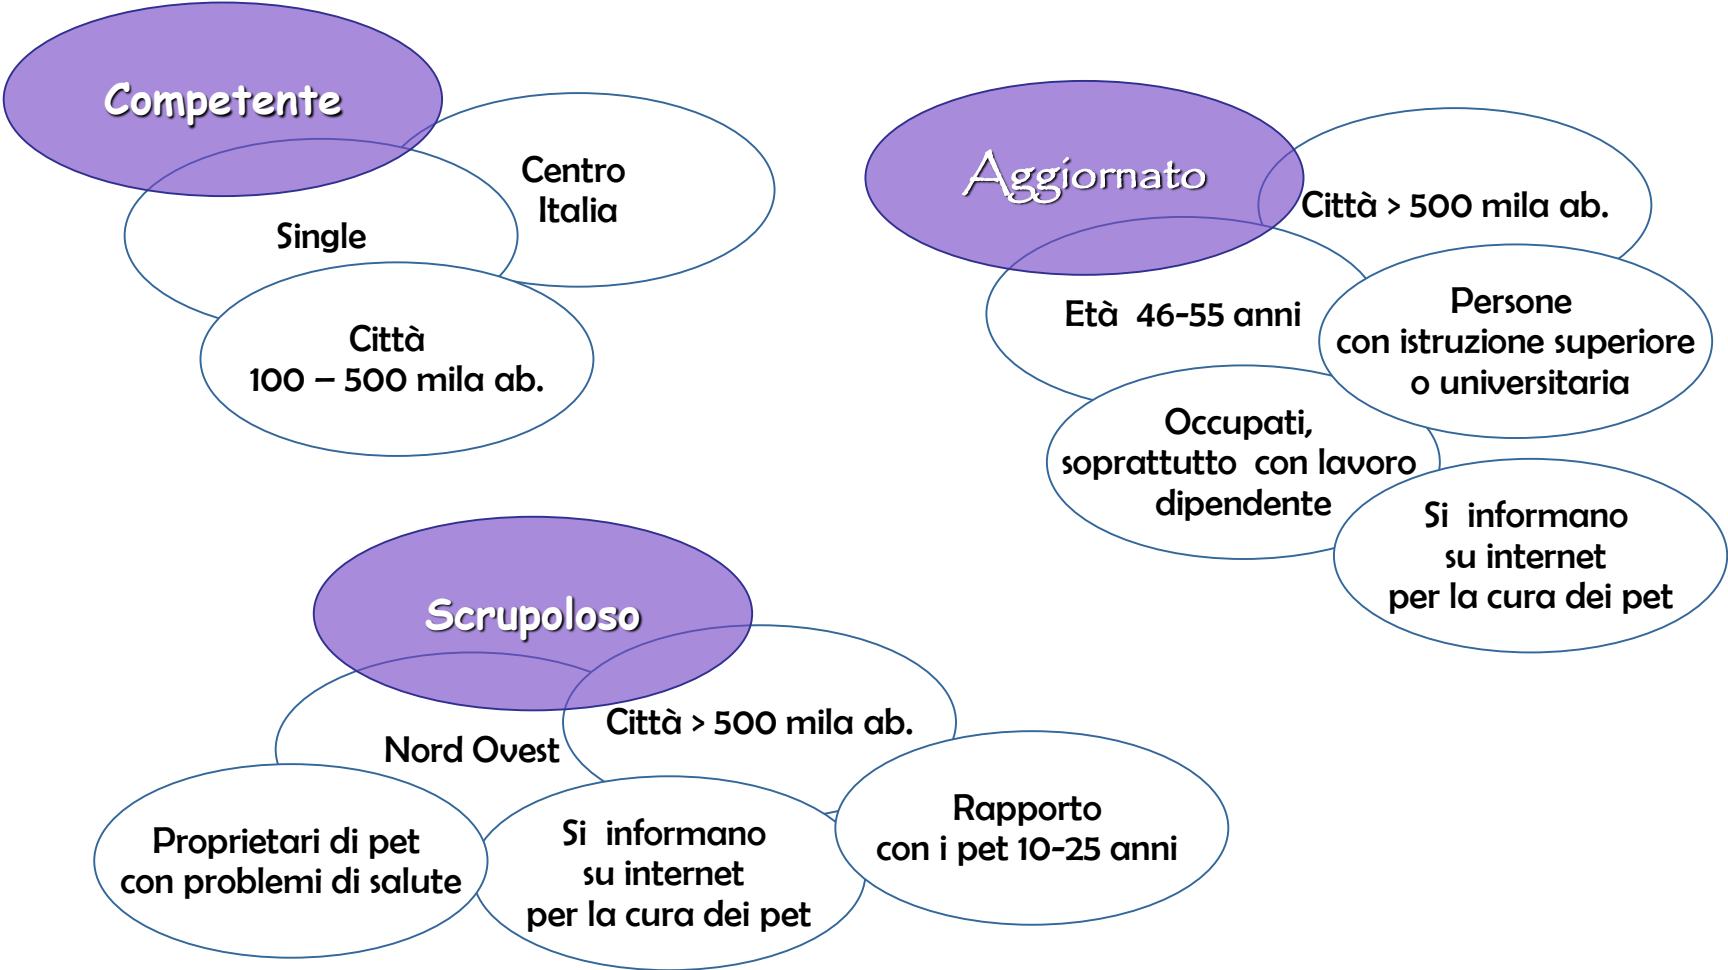 Competente
Centro
Italia
Single
Città
100 – 500 mila ab.
Aggiornato
Città > 500 mila ab.
Età 46-55 anni
Persone
con istruzione superiore
o universitaria
Occupati,
soprattutto con lavoro
dipendente
Si informano
su internet
per la cura dei pet
Scrupoloso
Nord Ovest
Città > 500 mila ab.
Proprietari di pet
con problemi di salute
Si informano
su internet
per la cura dei pet
Rapporto
con i pet 10-25 anni